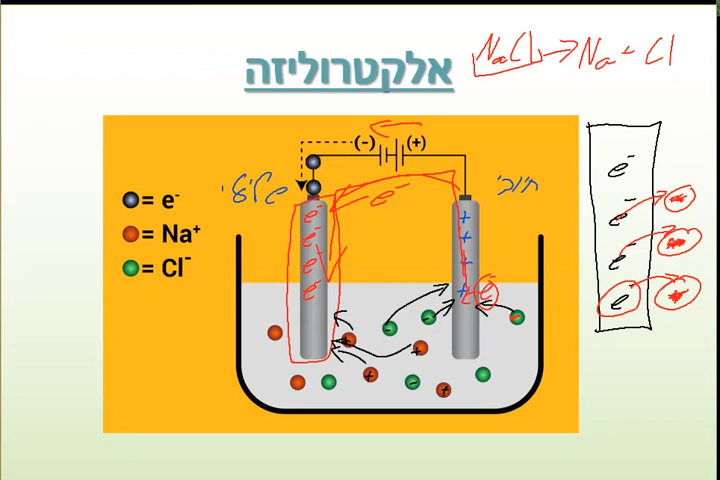 NaCl → Na + Cl
אלקטרוליזה
(-) (+)
שלילי
חיובי
= e⁻
= Na⁺
= Cl⁻
e⁻
e⁻
e⁻
e⁻
e⁻
e⁻
+
+
+
+
e⁻
e⁻
e⁻
e⁻
e⁻